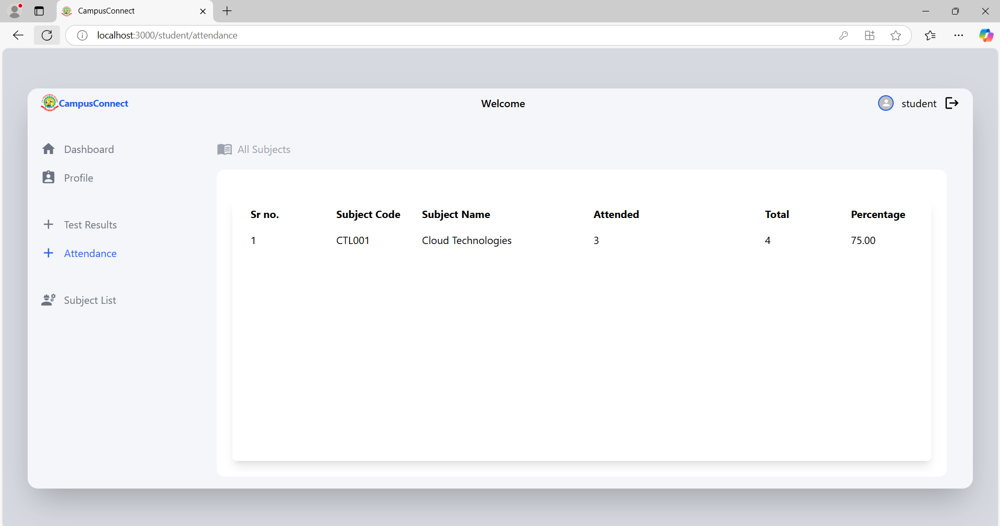 CampusConnect
localhost:3000/student/attendance
CampusConnect
Welcome
student
Dashboard
Profile
Test Results
Attendance
Subject List
All Subjects
Sr no. Subject Code Subject Name Attended Total Percentage
1 CTL001 Cloud Technologies 3 4 75.00